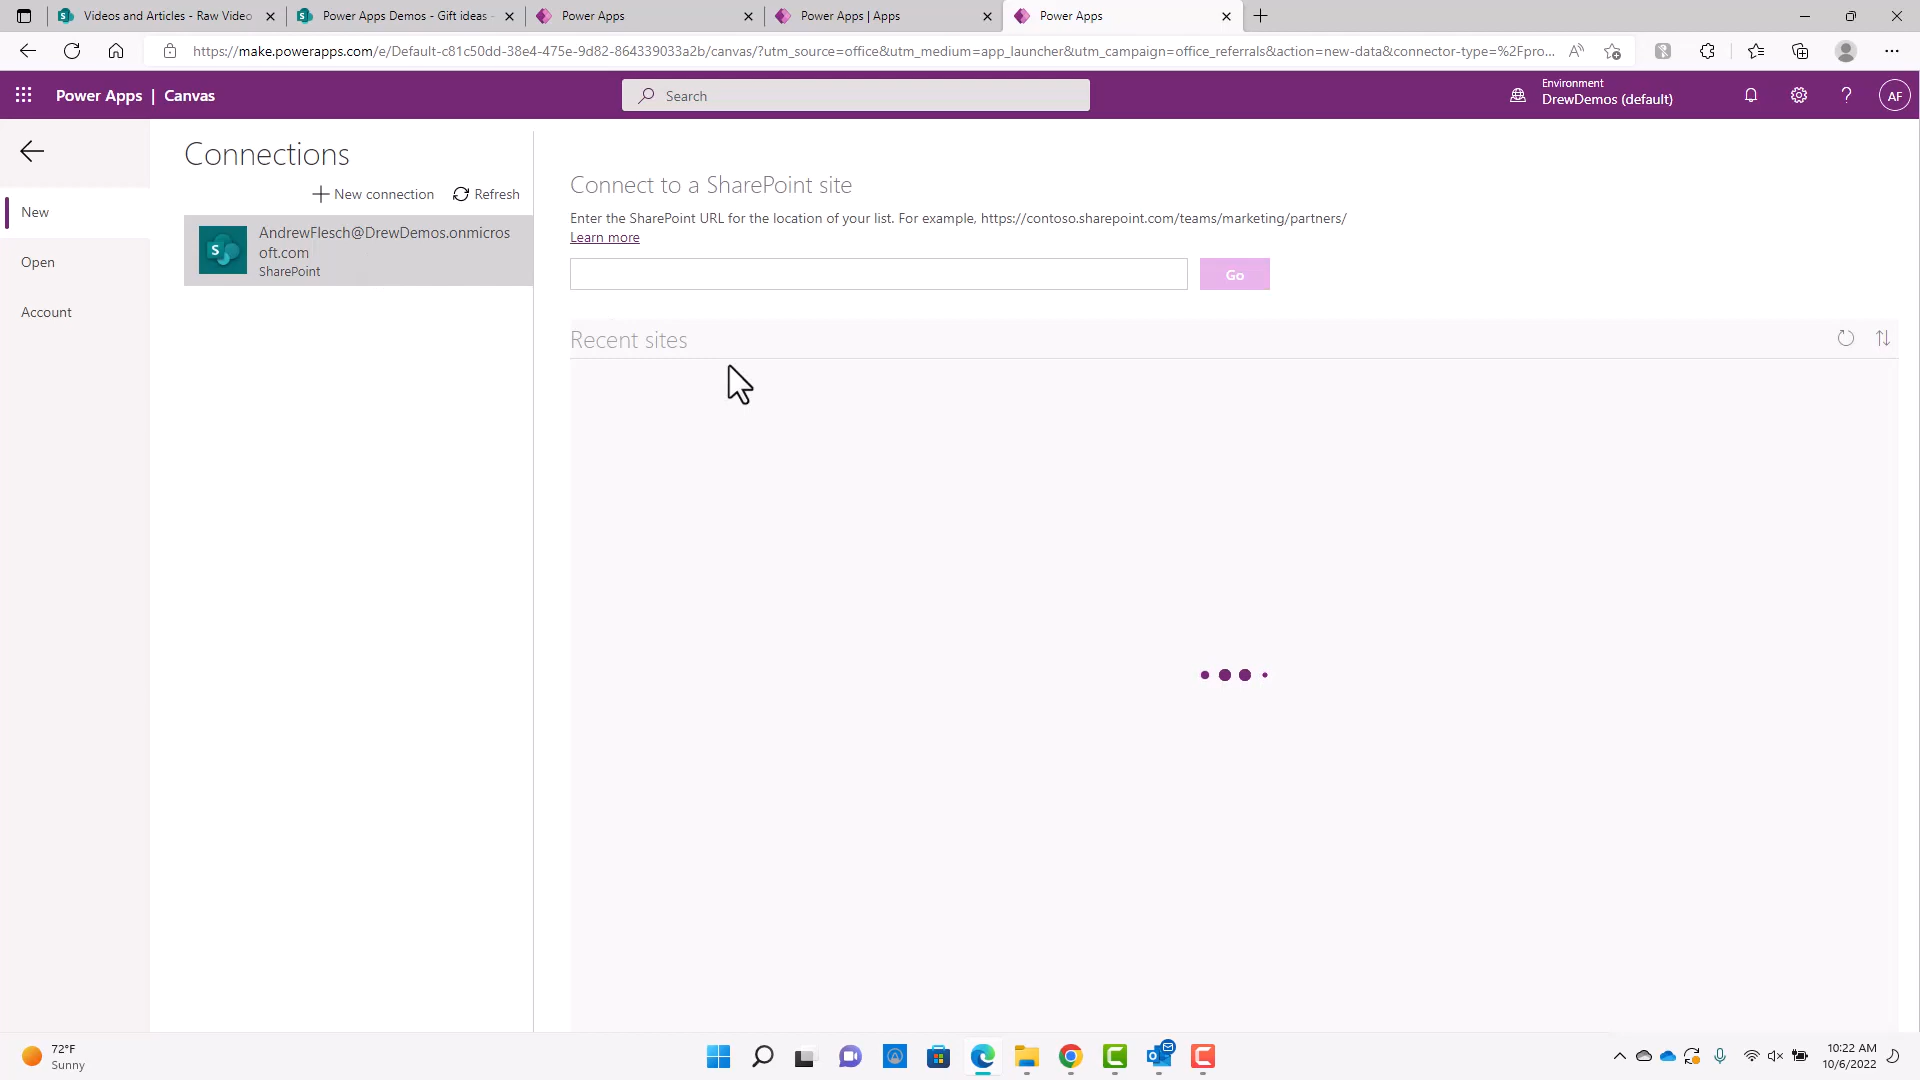 Videos and Articles - Raw Video
Power Apps Demos - Gift ideas -
Power Apps
Power Apps | Apps
Power Apps
https://make.powerapps.com/e/Default-c81c50dd-38e4-475e-9d82-864339033a2b/canvas/?utm_source=office&utm_medium=app_launcher&utm_campaign=office_referrals&action=new-data&connector-type=%2Fpro...
Power Apps | Canvas
Search
Environment
DrewDemos (default)
AF
New
Open
Account
Connections
New connection
Refresh
AndrewFlesch@DrewDemos.onmicros
oft.com
SharePoint
Connect to a SharePoint site
Enter the SharePoint URL for the location of your list. For example, https://contoso.sharepoint.com/teams/marketing/partners/
Learn more
Go
Recent sites
72°F
Sunny
10:22 AM
10/6/2022